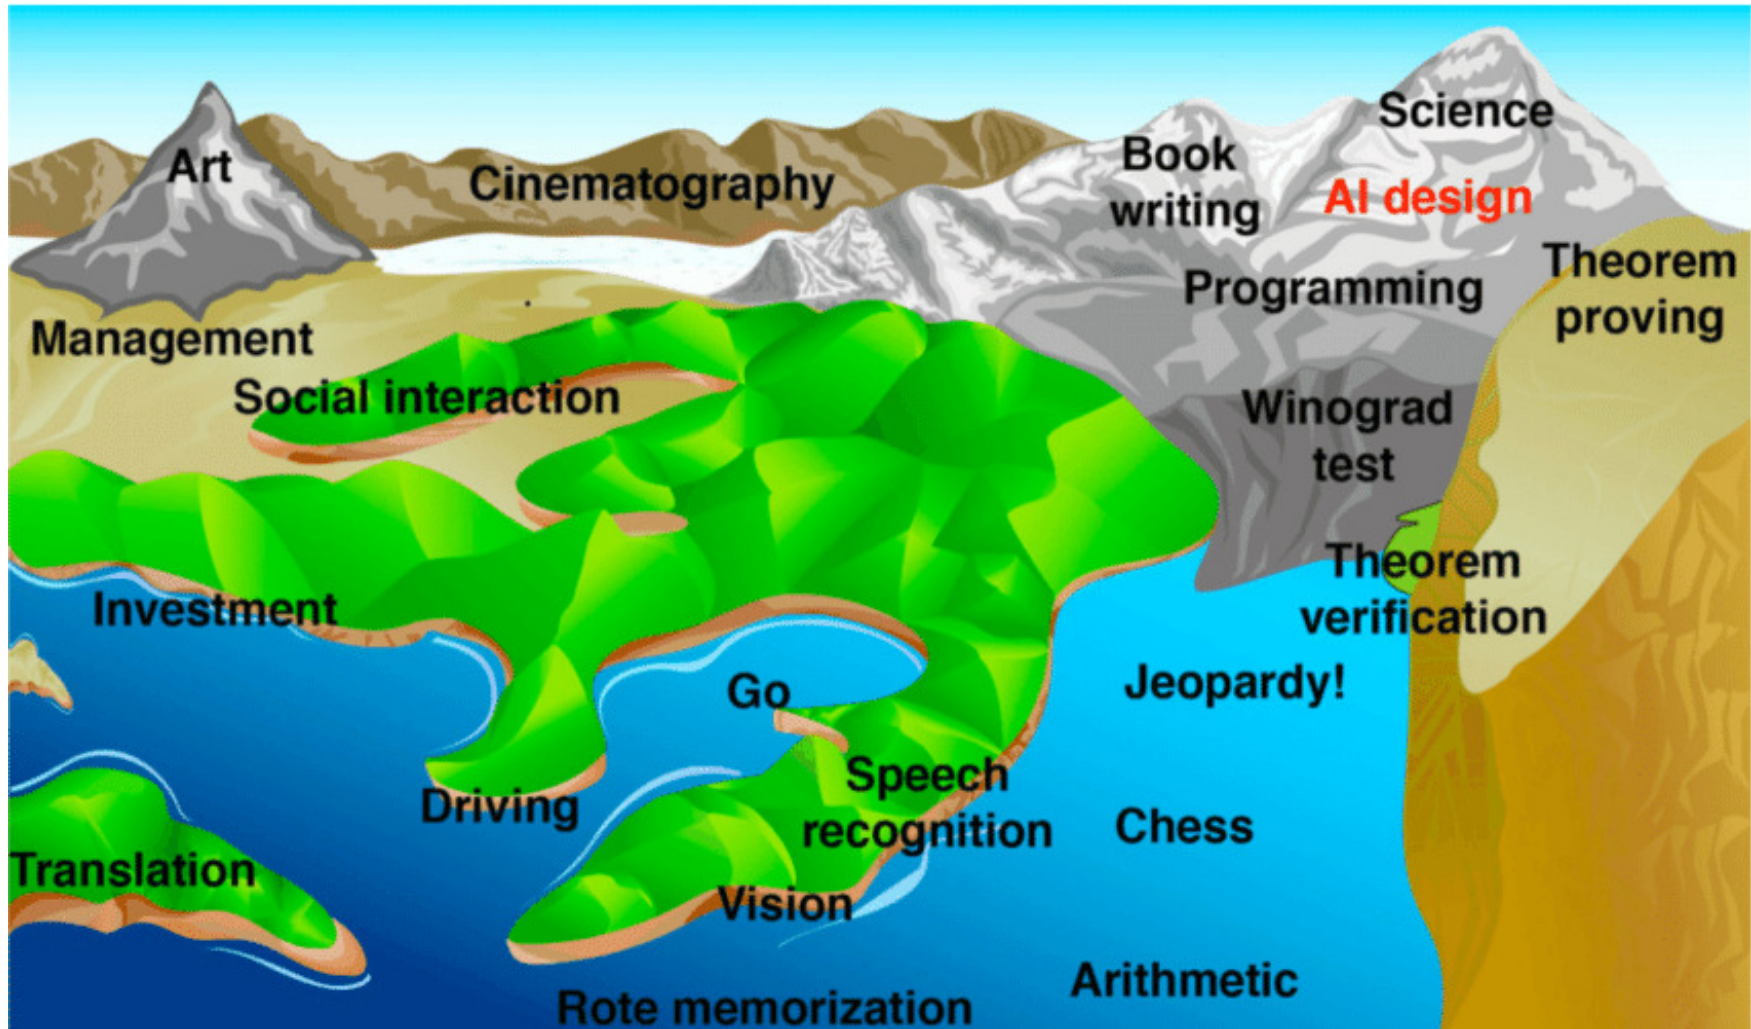 Science
Art
Book
writing
Cinematography
AI design
Theorem
proving
Programming
Management
Social interaction
Winograd
test
Theorem
verification
Investment
Jeopardy!
Go
Speech
recognition
Driving
Chess
Translation
Vision
Arithmetic
Rote memorization